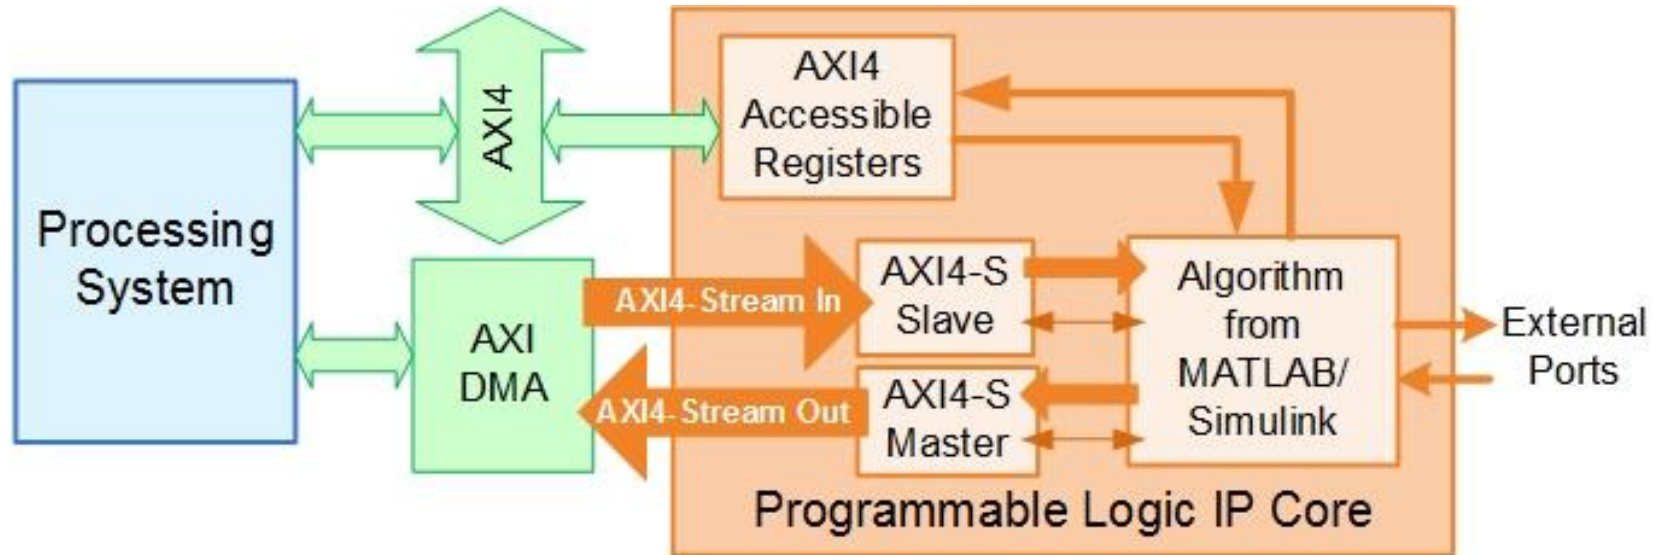 Processing
System
AXI4
AXI
DMA
AXI4-Stream In
AXI4-Stream Out
AXI4
Accessible
Registers
AXI4-S
Slave
AXI4-S
Master
Algorithm
from
MATLAB/
Simulink
External
Ports
Programmable Logic IP Core